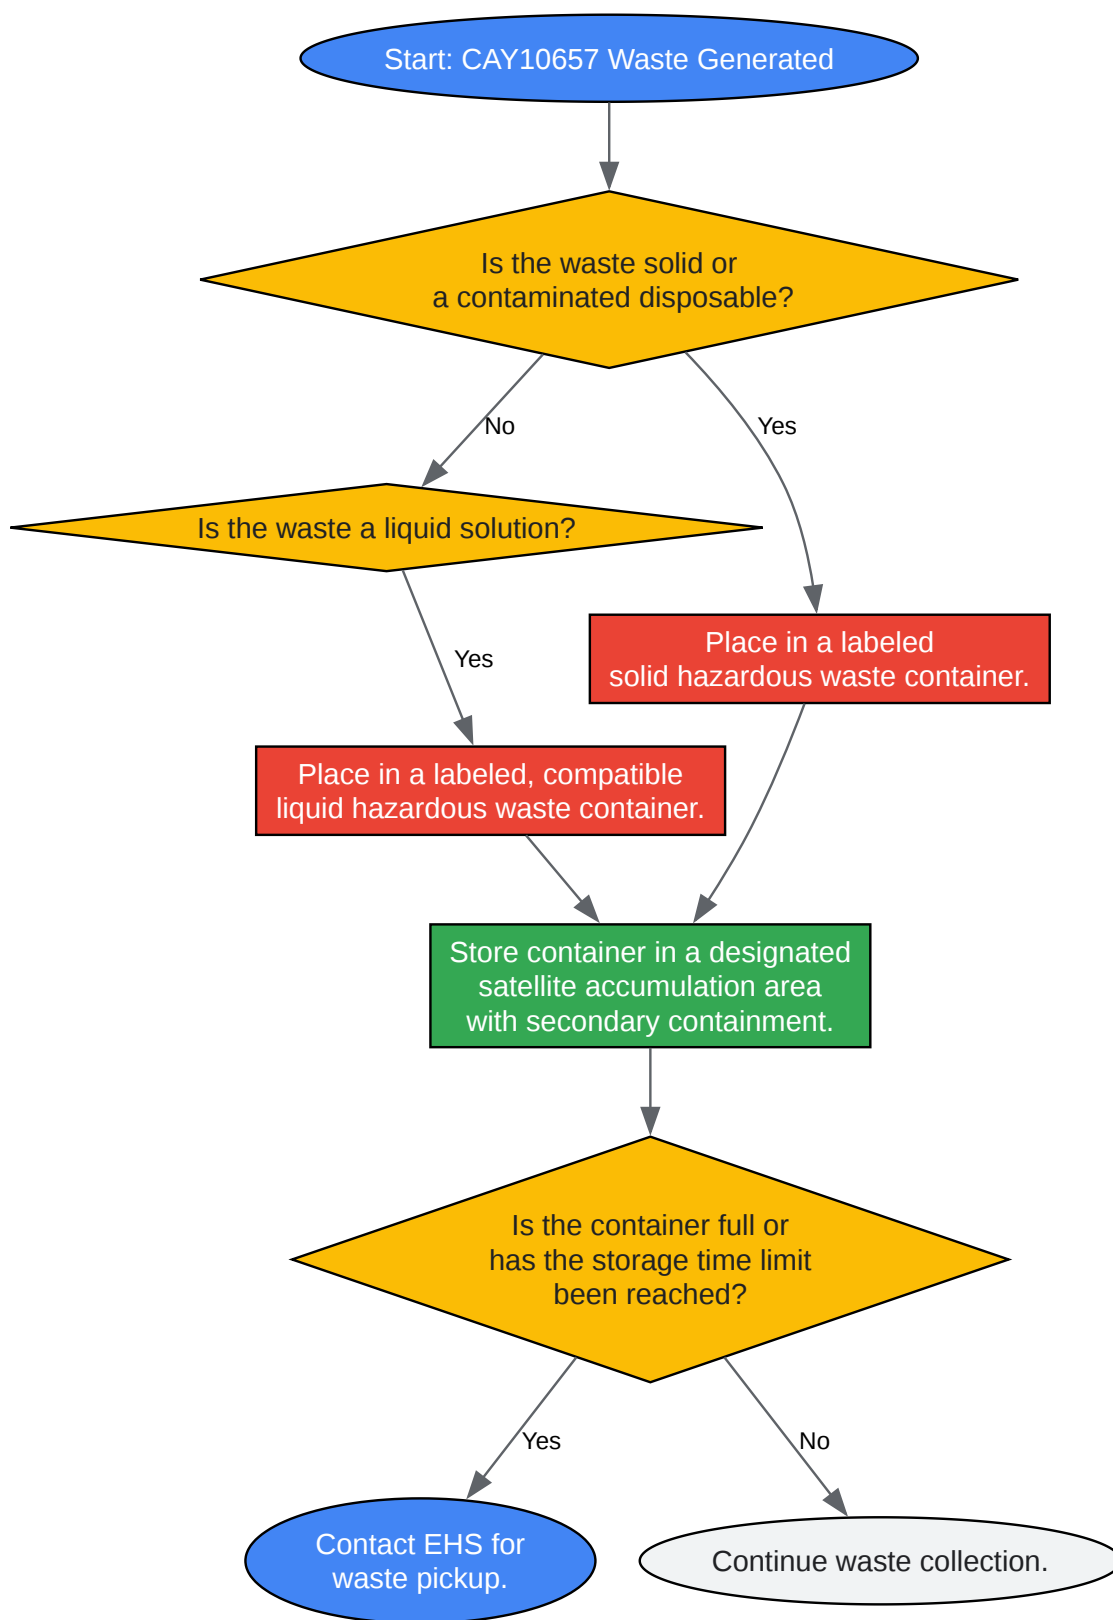 Start: CAY10657 Waste Generated
Is the waste solid or
a contaminated disposable?
No
Yes
Is the waste a liquid solution?
Yes
Place in a labeled
solid hazardous waste container.
Place in a labeled, compatible
liquid hazardous waste container.
Store container in a designated
satellite accumulation area
with secondary containment.
Is the container full or
has the storage time limit
been reached?
Yes
No
Contact EHS for
waste pickup.
Continue waste collection.